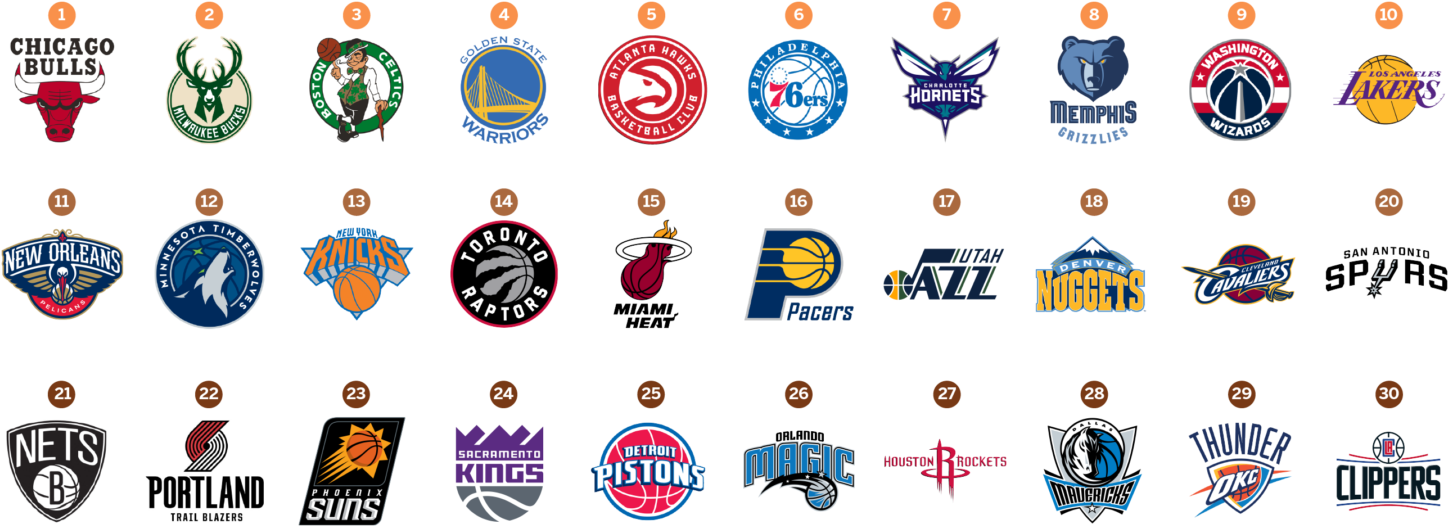 1
2
3
4
5
6
7
8
9
10
CHICAGO
BULLS
MILWAUKEE BUCKS
BOSTON
CELTICS
GOLDEN STATE
WARRIORS
ATLANTA HAWKS
BASKETBALL CLUB
PHILADELPHIA
76ers
CHARLOTTE
HORNETS
MEMPHIS
GRIZZLIES
WASHINGTON
WIZARDS
LOS ANGELES
LAKERS
11
12
13
14
15
16
17
18
19
20
NEW ORLEANS
PELICANS
MINNESOTA TIMBERWOLVES
NEW YORK
KNICKS
TORONTO
RAPTORS
MIAMI
HEAT
P
Pacers
UTAH
JAZZ
DENVER
NUGGETS
CLEVELAND
CAVALIERS
SAN ANTONIO
SPURS
21
22
23
24
25
26
27
28
29
30
NETS
B
PORTLAND
TRAIL BLAZERS
PHOENIX
SUNS
SACRAMENTO
KINGS
DETROIT
PISTONS
ORLANDO
MAGIC
HOUSTON R ROCKETS
DALLAS
MAVERICKS
THUNDER
OKC
LAC
CLIPPERS